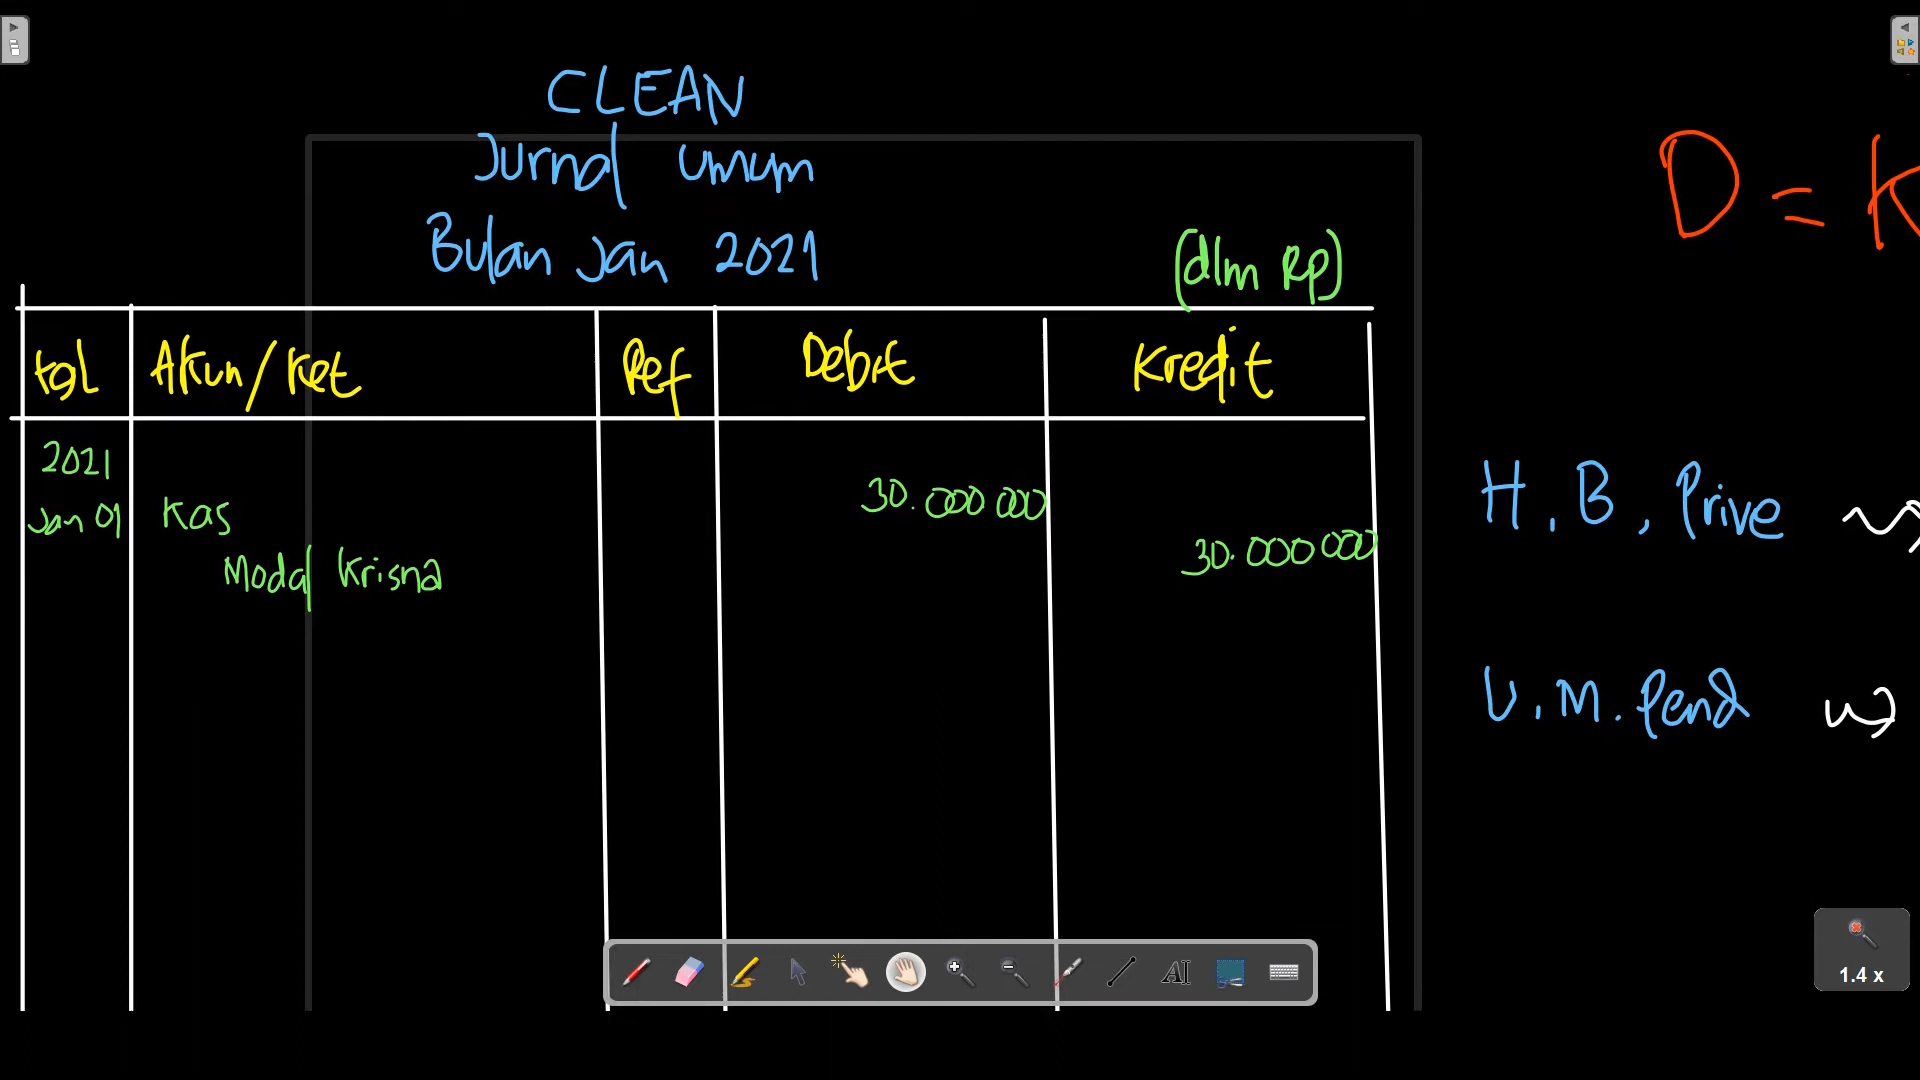 CLEAN
Jurnal Umum
Bulan Jan 2021
(dlm Rp)
tgl Akun/Ket Ref Debit Kredit
2021
Jan 01 Kas 30.000 000
Modal Krisna 30.000 000
D = K
H, B, Prive
U, M. Pend
1.4 x